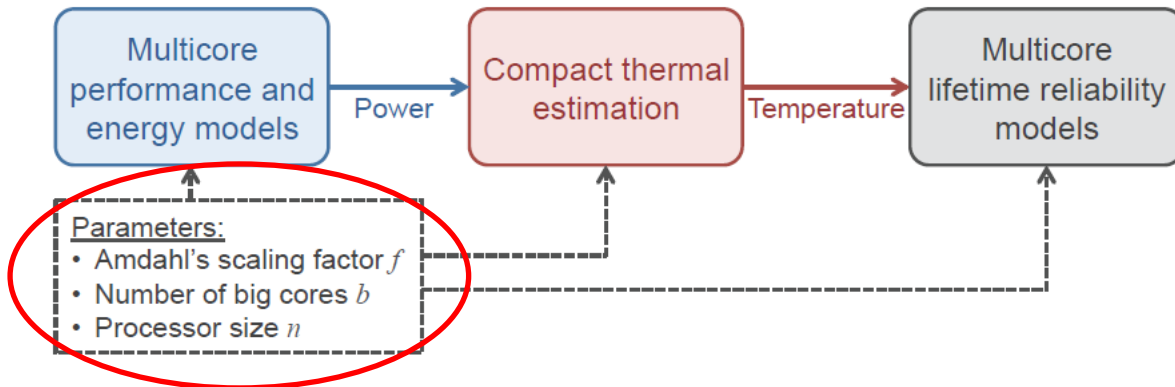 Multicore
performance and
energy models
Power
Compact thermal
estimation
Temperature
Multicore
lifetime reliability
models
Parameters:
• Amdahl's scaling factor f
• Number of big cores b
• Processor size n